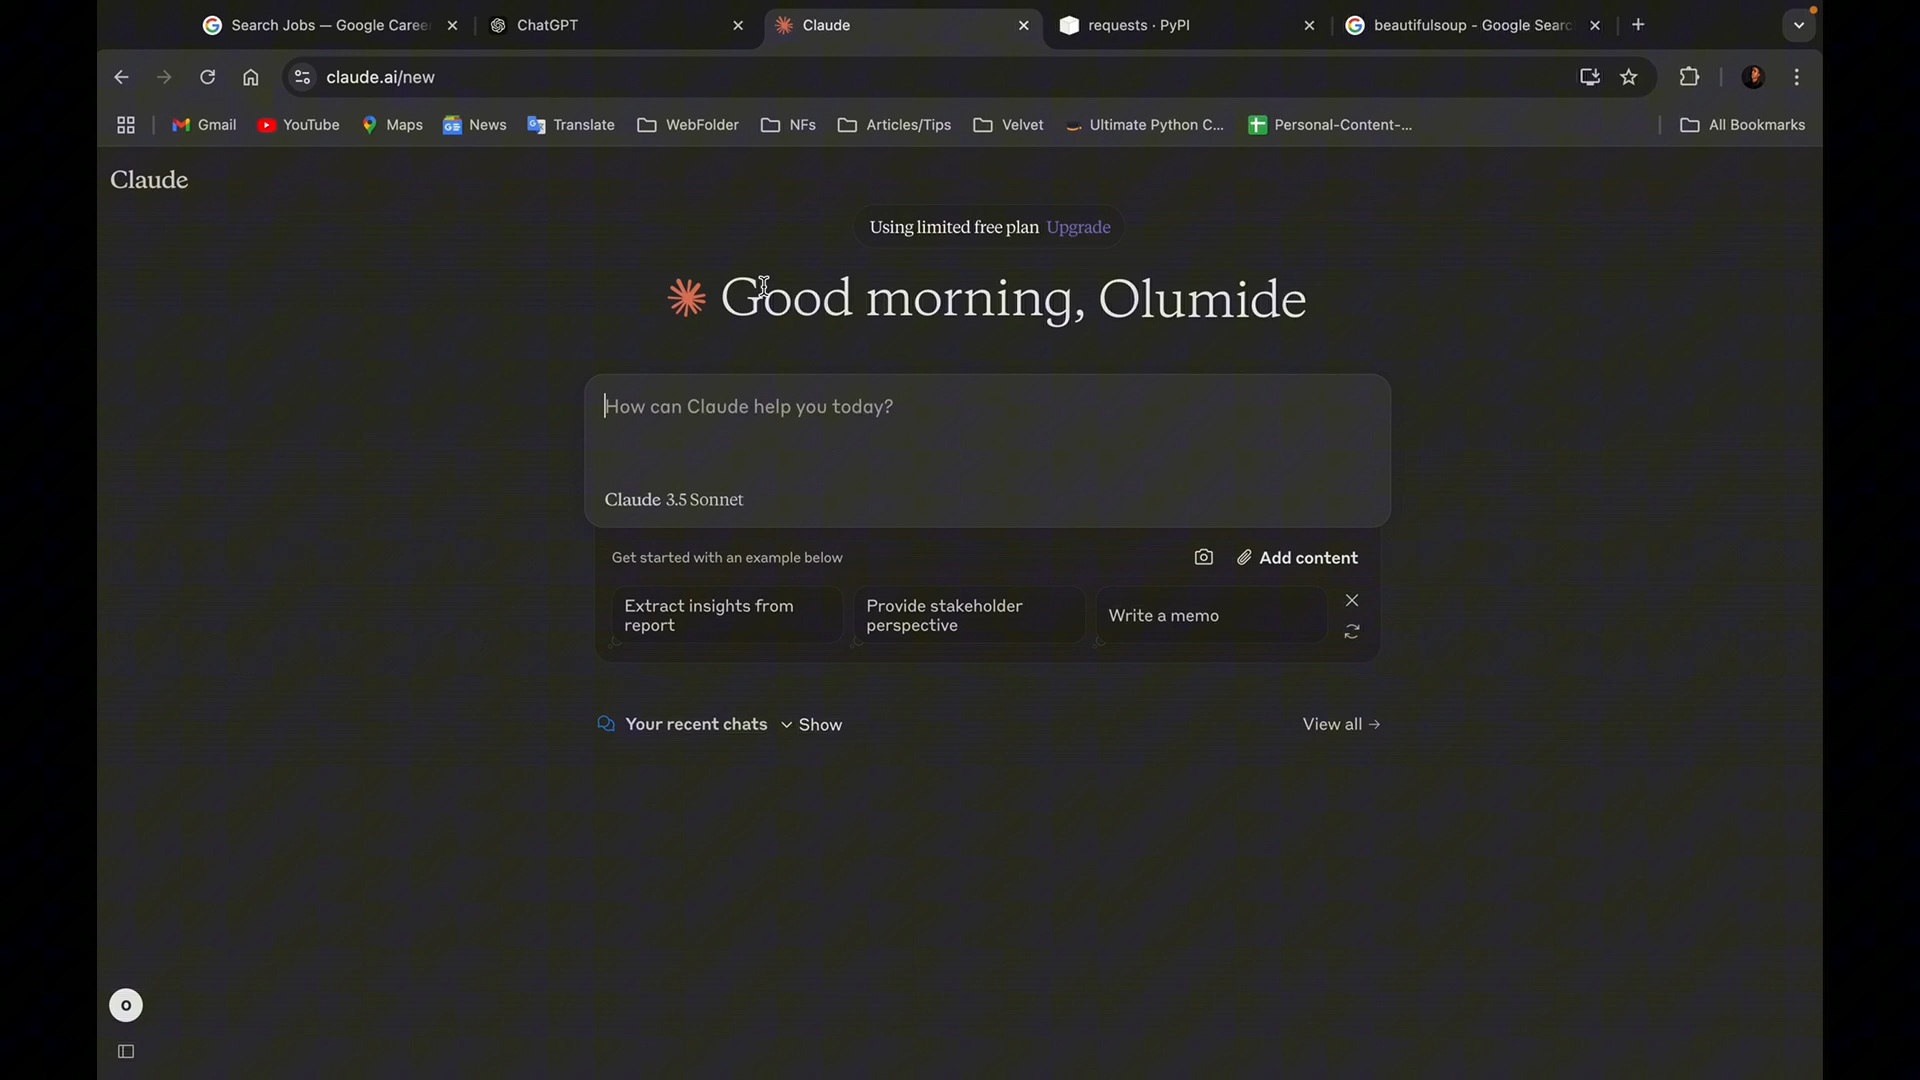 Search Jobs — Google Caree
ChatGPT
Claude
requests · PyPI
beautifulsoup - Google Searc
claude.ai/new
Gmail
YouTube
Maps
News
Translate
WebFolder
NFs
Articles/Tips
Velvet
Ultimate Python C...
Personal-Content-...
All Bookmarks
Claude
Using limited free plan Upgrade
Good morning, Olumide
How can Claude help you today?
Claude 3.5 Sonnet
Get started with an example below
Add content
Extract insights from
report
Provide stakeholder
perspective
Write a memo
Your recent chats
Show
View all
O